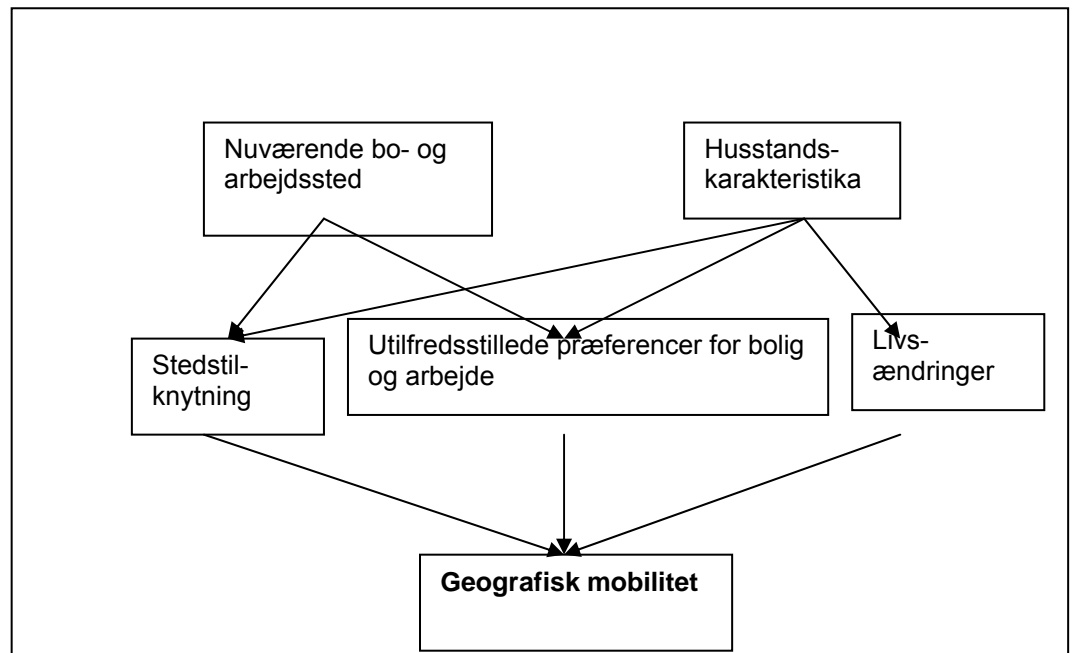 Nuværende bo- og
arbejdssted
Husstands-
karakteristika
Stedstil-
knytning
Utilfredsstillede præferencer for bolig
og arbejde
Livs-
ændringer
Geografisk mobilitet